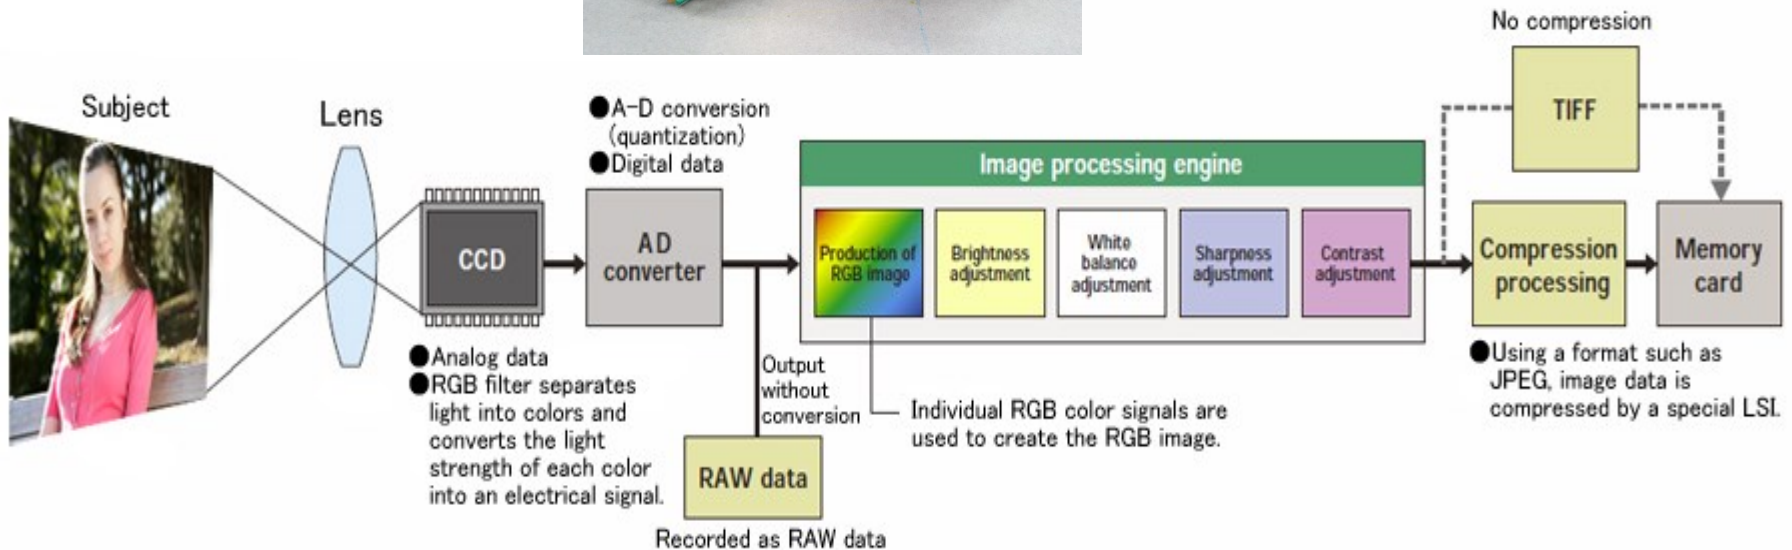 No compression
TIFF
Subject
Lens
●A-D conversion
(quantization)
●Digital data
Image processing engine
CCD
AD
converter
Production of
RGB image
Brightness
adjustment
White
balance
adjustment
Sharpness
adjustment
Contrast
adjustment
Compression
processing
Memory
card
●Analog data
●RGB filter separates
light into colors and
converts the light
strength of each color
into an electrical signal.
Output
without
conversion
Individual RGB color signals are
used to create the RGB image.
●Using a format such as
JPEG, image data is
compressed by a special LSI.
RAW data
Recorded as RAW data